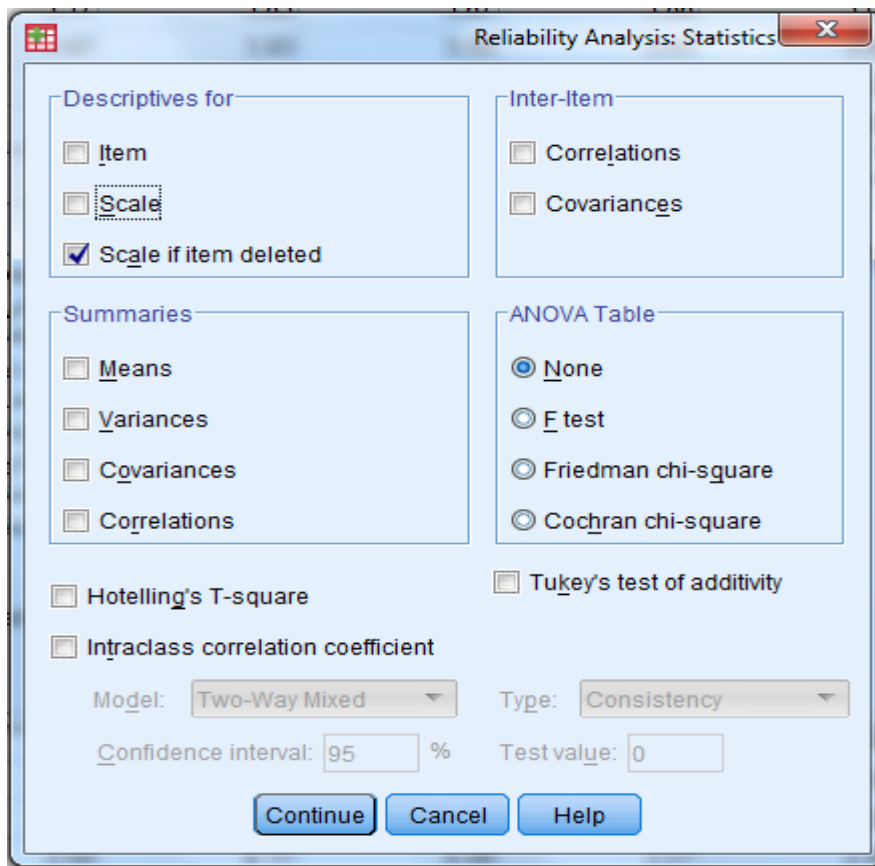 Reliability Analysis: Statistics
Descriptives for
Item
Scale
Scale if item deleted
Inter-Item
Correlations
Covariances
Summaries
Means
Variances
Covariances
Correlations
ANOVA Table
None
F test
Friedman chi-square
Cochran chi-square
Hotelling's T-square
Tukey's test of additivity
Intraclass correlation coefficient
Model: Two-Way Mixed Type: Consistency
Confidence interval: 95 % Test value: 0
Continue Cancel Help